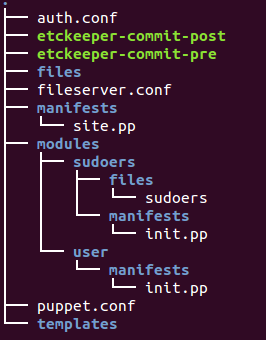 .
auth.conf
etckeeper-commit-post
etckeeper-commit-pre
files
fileserver.conf
manifests
site.pp
modules
sudoers
files
sudoers
manifests
init.pp
user
manifests
init.pp
puppet.conf
templates